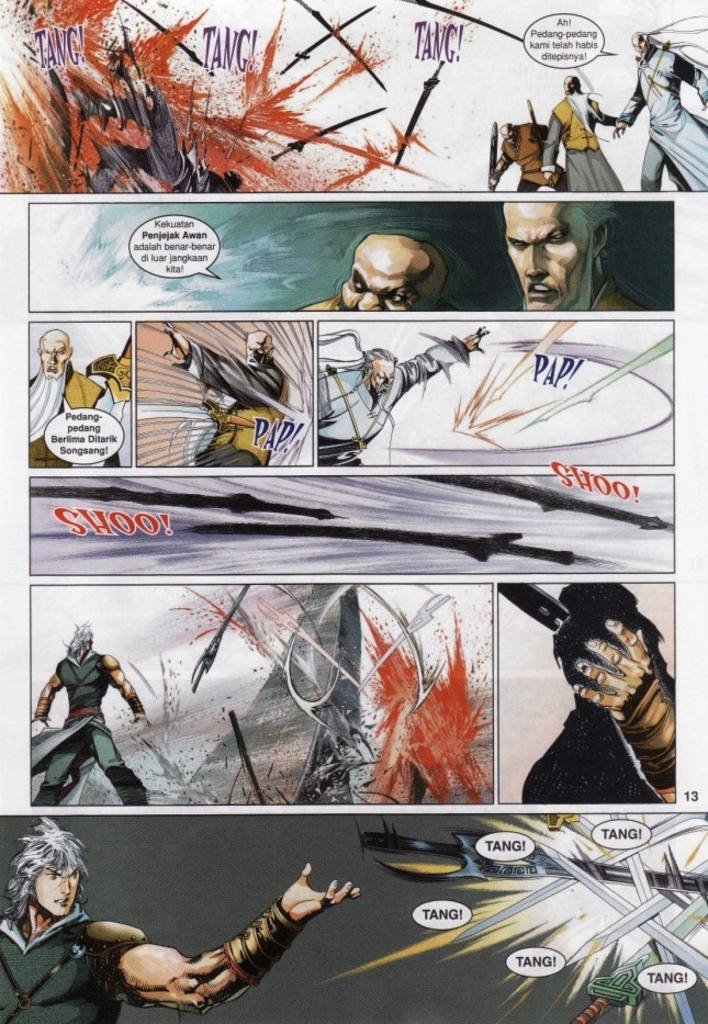 TANG!
TANG!
TANG!
Ah!
Pedang-pedang
kami telah habis
ditepisnya!
Kekuatan
Penjejak Awan
adalah benar-benar
di luar jangkaan
kita!
Pedang-
pedang
Berlima Ditarik
Songsang!
PAP!
PAP!
SHOO!
SHOO!
13
TANG!
TANG!
TANG!
TANG!
TANG!